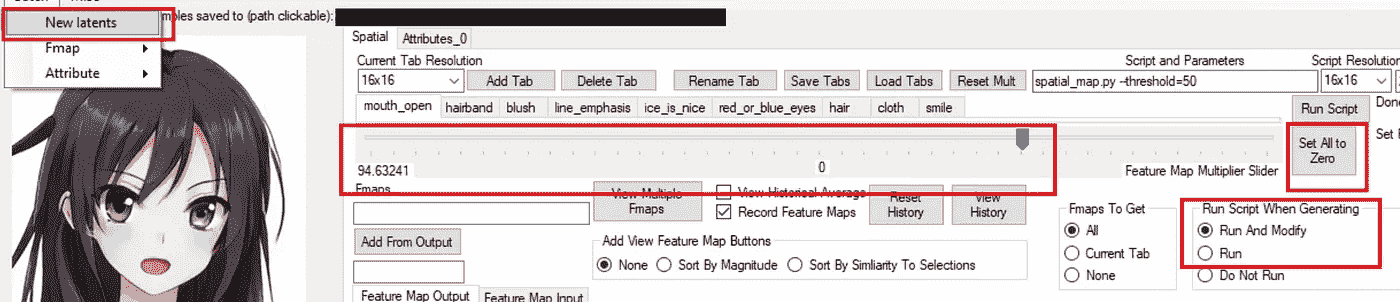 New latents
mples saved to (path clickable):
Fmap
Attribute
Spatial
Attributes_0
Current Tab Resolution
Script and Parameters
Script Resolution
16x16
Add Tab
Delete Tab
Rename Tab
Save Tabs
Load Tabs
Reset Mult
spatial_map.py --threshold=50
16x16
mouth_open
hairband
blush
line_emphasis
ice_is_nice
red_or_blue_eyes
hair
cloth
smile
Run Script
Set All to
Zero
94.63241
0
Feature Map Multiplier Slider
Fmaps
View Multiple
Fmaps
View Historical Average
Record Feature Maps
Reset
History
View
History
Fmaps To Get
All
Current Tab
None
Run Script When Generating
Run And Modify
Run
Do Not Run
Add From Output
Add View Feature Map Buttons
None
Sort By Magnitude
Sort By Simliarity To Selections
Feature Map Output
Feature Map Input